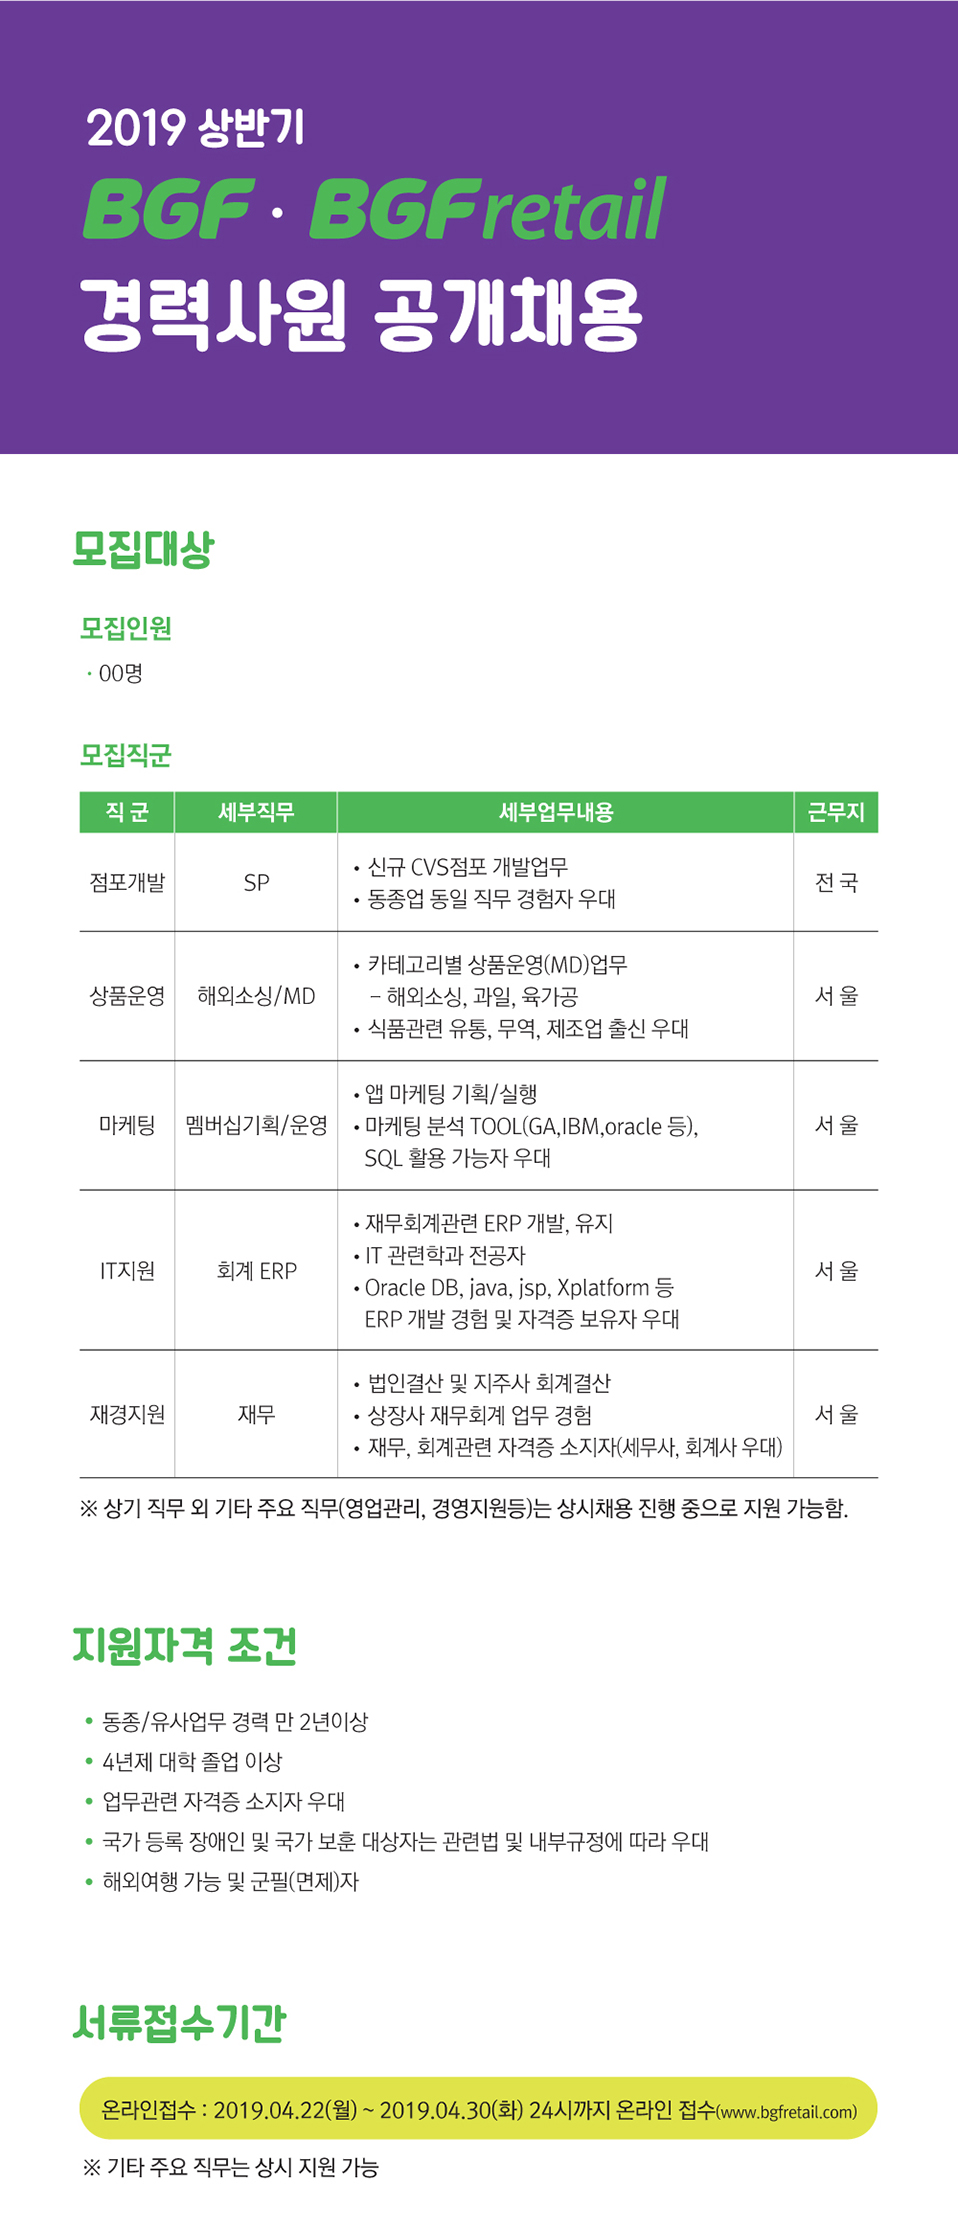 2019 상반기
BGF · BGFretail
경력사원 공개채용
모집대상
모집인원
· 00명
모집직군
직 군 세부직무 세부업무내용 근무지
점포개발 SP
• 신규 CVS점포 개발업무
• 동종업 동일 직무 경험자 우대
전 국
상품운영 해외소싱/MD
• 카테고리별 상품운영(MD)업무
– 해외소싱, 과일, 육가공
• 식품관련 유통, 무역, 제조업 출신 우대
서 울
마케팅 멤버십기획/운영
• 앱 마케팅 기획/실행
• 마케팅 분석 TOOL(GA,IBM,oracle 등),
SQL 활용 가능자 우대
서 울
IT지원 회계 ERP
• 재무회계관련 ERP 개발, 유지
• IT 관련학과 전공자
• Oracle DB, java, jsp, Xplatform 등
ERP 개발 경험 및 자격증 보유자 우대
서 울
재경지원 재무
• 법인결산 및 지주사 회계결산
• 상장사 재무회계 업무 경험
• 재무, 회계관련 자격증 소지자(세무사, 회계사 우대)
서 울
※ 상기 직무 외 기타 주요 직무(영업관리, 경영지원등)는 상시채용 진행 중으로 지원 가능함.
지원자격 조건
• 동종/유사업무 경력 만 2년이상
• 4년제 대학 졸업 이상
• 업무관련 자격증 소지자 우대
• 국가 등록 장애인 및 국가 보훈 대상자는 관련법 및 내부규정에 따라 우대
• 해외여행 가능 및 군필(면제)자
서류접수기간
온라인접수 : 2019.04.22(월) ~ 2019.04.30(화) 24시까지 온라인 접수(www.bgfretail.com)
※ 기타 주요 직무는 상시 지원 가능